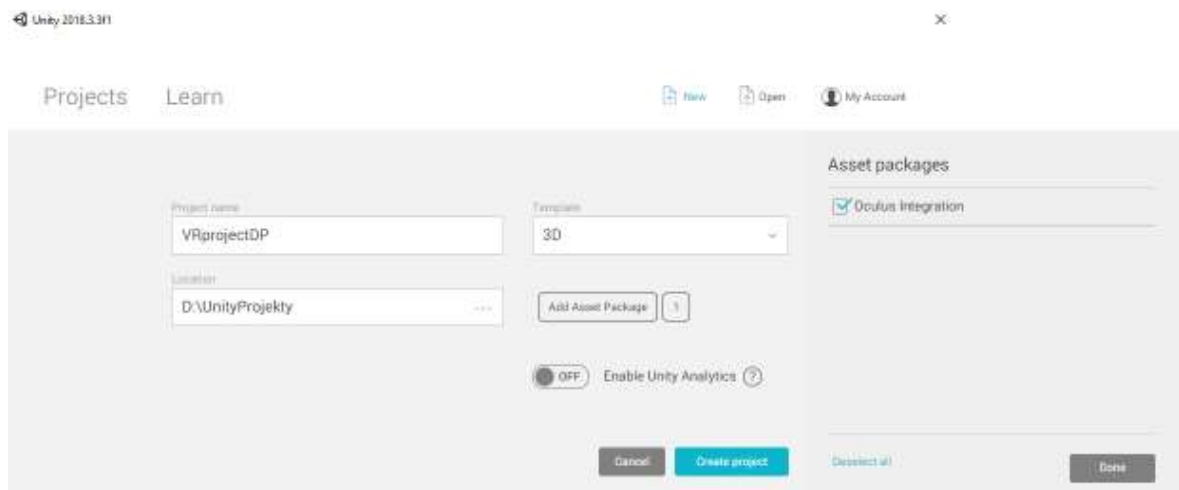 Unity 2018.3.3f1
Projects Learn New Open My Account
Asset packages
Oculus Integration
Project name
VRprojectDP
Template
3D
Location
D:\UnityProjekty ...
Add Asset Package 1
OFF Enable Unity Analytics ?
Cancel Create project
Deselect all Done